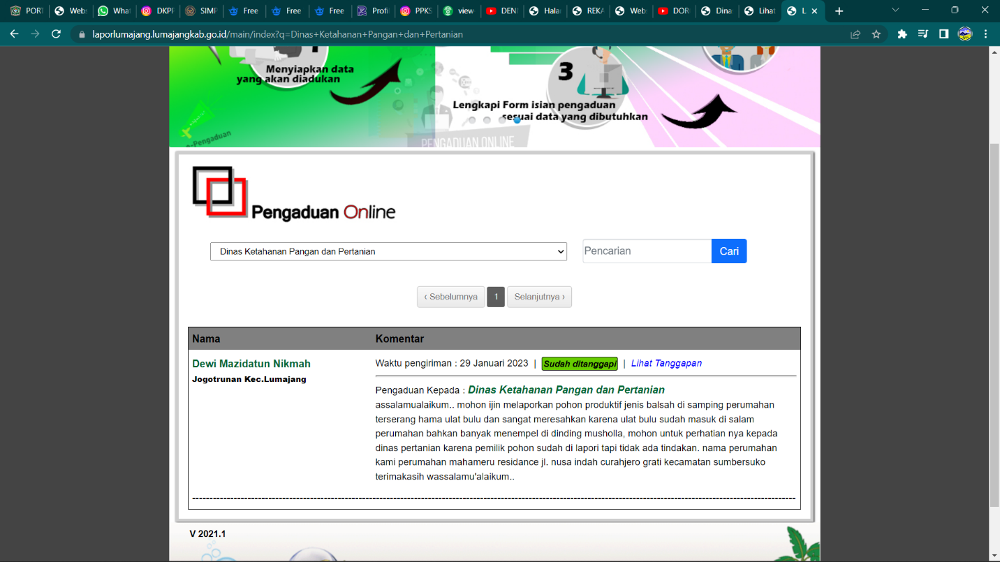 PORT
Webs
What
DKPP
SIMP
Free
Free
Free
Profi
PPKS
view
DEN
Halar
REKA
Webs
DOR
Dina
Lihat
L
laporlumajang.lumajangkab.go.id/main/index?q=Dinas+Ketahanan+Pangan+dan+Pertanian
Menyiapkan data
yang akan diadukan
e-Pengaduan
3
Lengkapi Form isian pengaduan
sesuai data yang dibutuhkan
PENGADUAN ONLINE
Pengaduan Online
Dinas Ketahanan Pangan dan Pertanian
Pencarian
Cari
‹ Sebelumnya
1
Selanjutnya ›
Nama
Komentar
Dewi Mazidatun Nikmah
Jogotrunan Kec.Lumajang
Waktu pengiriman : 29 Januari 2023 | Sudah ditanggapi | Lihat Tanggapan
Pengaduan Kepada : Dinas Ketahanan Pangan dan Pertanian
assalamualaikum.. mohon ijin melaporkan pohon produktif jenis balsah di samping perumahan
terserang hama ulat bulu dan sangat meresahkan karena ulat bulu sudah masuk di salam
perumahan bahkan banyak menempel di dinding musholla, mohon untuk perhatian nya kepada
dinas pertanian karena pemilik pohon sudah di lapori tapi tidak ada tindakan. nama perumahan
kami perumahan mahameru residance jl. nusa indah curahjero grati kecamatan sumbersuko
terimakasih wassalamu'alaikum..
V 2021.1